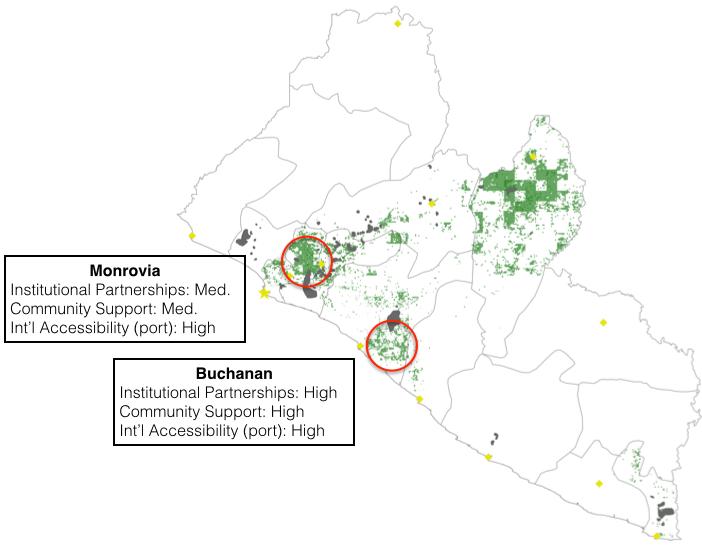 Monrovia
Institutional Partnerships: Med.
Community Support: Med.
Int'l Accessibility (port): High
Buchanan
Institutional Partnerships: High
Community Support: High
Int'l Accessibility (port): High